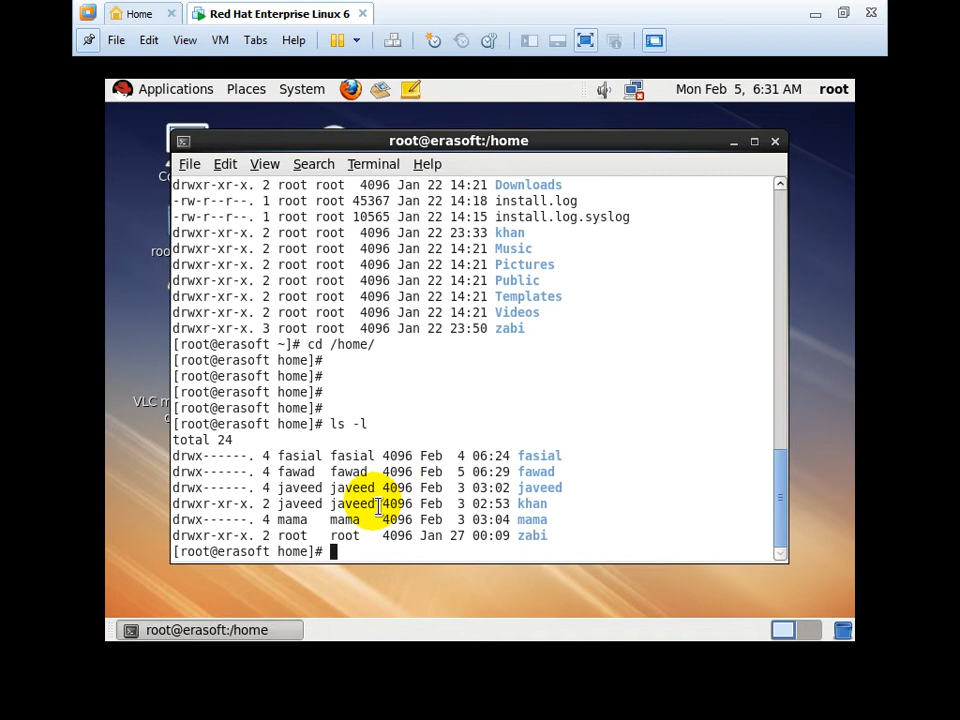 Home
Red Hat Enterprise Linux 6
File Edit View VM Tabs Help
Applications Places System Mon Feb 5, 6:31 AM root
root@erasoft:/home
File Edit View Search Terminal Help
drwxr-xr-x. 2 root root 4096 Jan 22 14:21 Downloads
-rw-r--r--. 1 root root 45367 Jan 22 14:18 install.log
-rw-r--r--. 1 root root 10565 Jan 22 14:15 install.log.syslog
drwxr-xr-x. 2 root root 4096 Jan 22 23:33 khan
drwxr-xr-x. 2 root root 4096 Jan 22 14:21 Music
drwxr-xr-x. 2 root root 4096 Jan 22 14:21 Pictures
drwxr-xr-x. 2 root root 4096 Jan 22 14:21 Public
drwxr-xr-x. 2 root root 4096 Jan 22 14:21 Templates
drwxr-xr-x. 2 root root 4096 Jan 22 14:21 Videos
drwxr-xr-x. 3 root root 4096 Jan 22 23:50 zabi
[root@erasoft ~]# cd /home/
[root@erasoft home]#
[root@erasoft home]#
[root@erasoft home]#
[root@erasoft home]#
[root@erasoft home]# ls -l
total 24
drwx------. 4 fasial fasial 4096 Feb 4 06:24 fasial
drwx------. 4 fawad fawad 4096 Feb 5 06:29 fawad
drwx------. 4 javeed javeed 4096 Feb 3 03:02 javeed
drwxr-xr-x. 2 javeed javeed 4096 Feb 3 02:53 khan
drwx------. 4 mama mama 4096 Feb 3 03:04 mama
drwxr-xr-x. 2 root root 4096 Jan 27 00:09 zabi
[root@erasoft home]#
VLC m
root@erasoft:/home